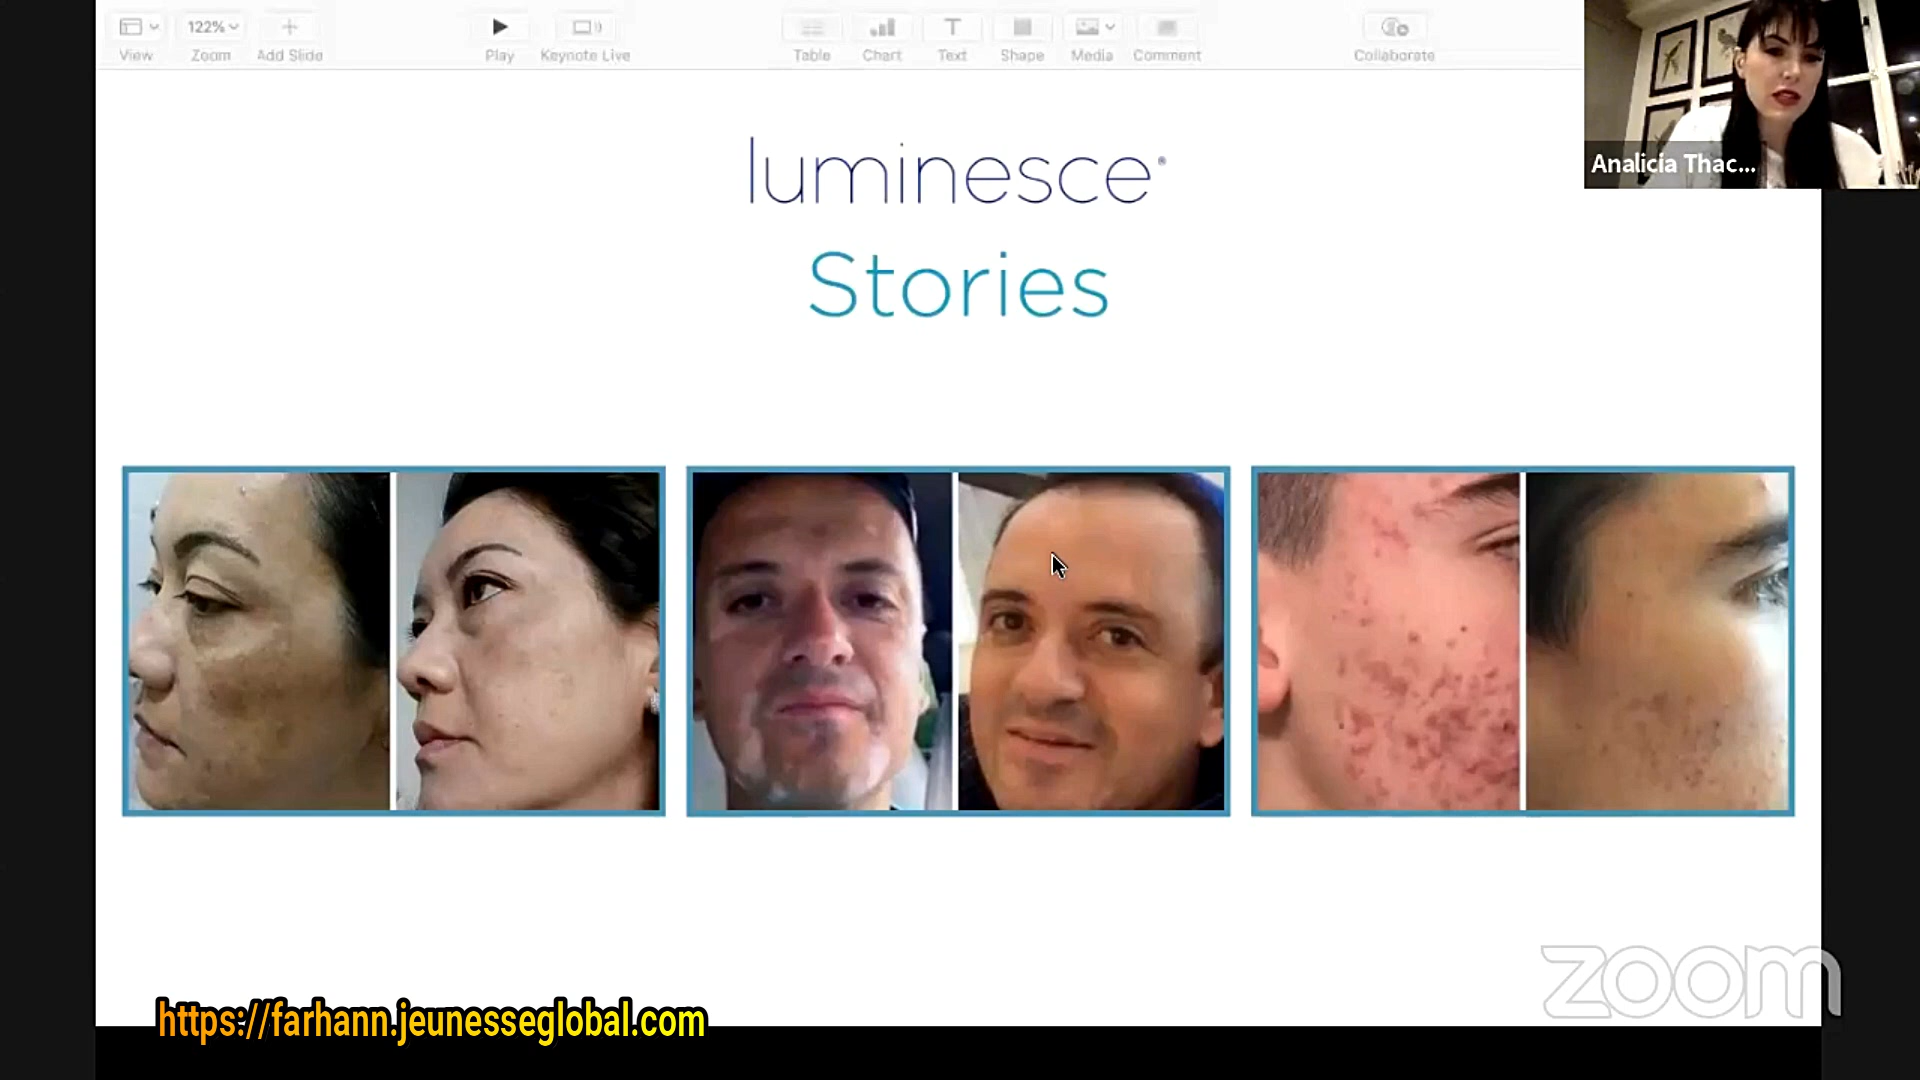 122%
View
Zoom
Add Slide
Play
Keynote Live
Table
Chart
Text
Shape
Media
Comment
Collaborate
Analicia Thac...
luminesce®
Stories
zoom
https://farhann.jeunesseglobal.com